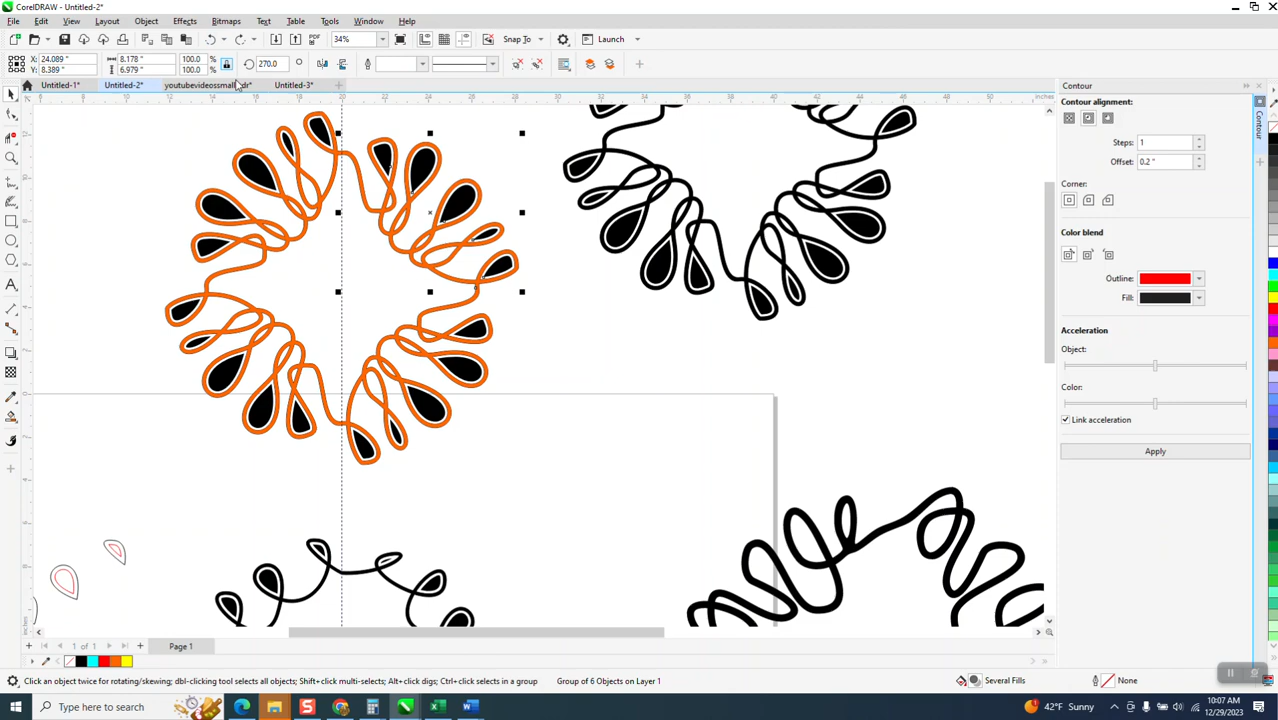 CorelDRAW - Untitled-2*
File Edit View Layout Object Effects Bitmaps Text Table Tools Window Help
34% PDF Snap To Launch
X: 24.089 " 8.178 " 100.0 % 270.0
Y: 8.389 " 6.979 " 100.0 %
Untitled-1* Untitled-2* Untitled-3*
inches
Contour
Contour alignment:
Steps: 1
Offset: 0.2 "
Corner:
Color blend
Outline:
Fill:
Acceleration
Object:
Color:
Link acceleration
Apply
Contour
1 of 1 Page 1
Click an object twice for rotating/skewing; dbl-clicking tool selects all objects; Shift+click multi-selects; Alt+click digs; Ctrl+click selects in a group Group of 6 Objects on Layer 1 Several Fills None
Type here to search 42°F Sunny 10:07 AM
12/29/2023